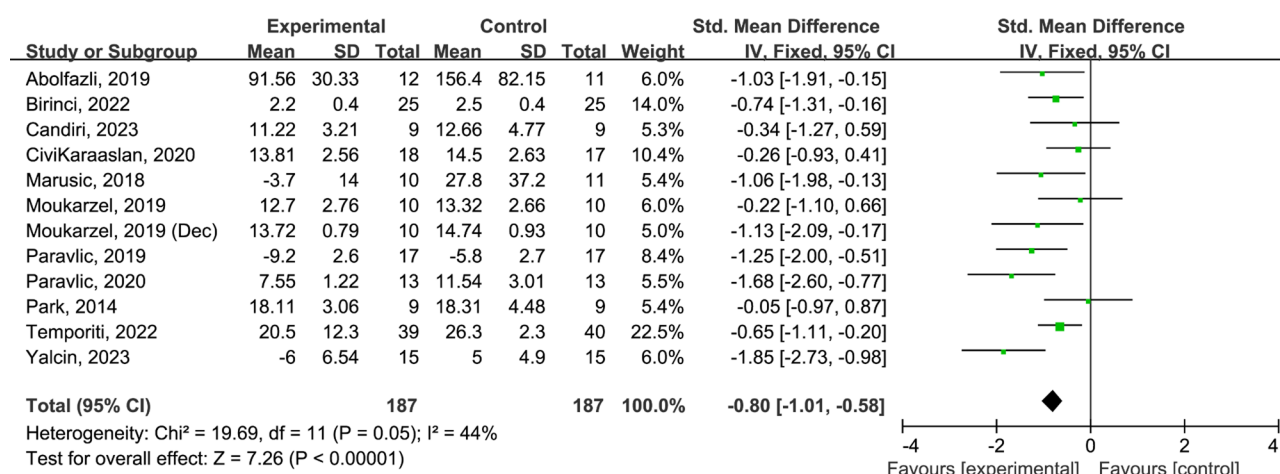 Experimental Control Std. Mean Difference Std. Mean Difference
Study or Subgroup Mean SD Total Mean SD Total Weight IV, Fixed, 95% CI IV, Fixed, 95% CI
Abolfazli, 2019 91.56 30.33 12 156.4 82.15 11 6.0% -1.03 [-1.91, -0.15]
Birinci, 2022 2.2 0.4 25 2.5 0.4 25 14.0% -0.74 [-1.31, -0.16]
Candiri, 2023 11.22 3.21 9 12.66 4.77 9 5.3% -0.34 [-1.27, 0.59]
CiviKaraaslan, 2020 13.81 2.56 18 14.5 2.63 17 10.4% -0.26 [-0.93, 0.41]
Marusic, 2018 -3.7 14 10 27.8 37.2 11 5.4% -1.06 [-1.98, -0.13]
Moukarzel, 2019 12.7 2.76 10 13.32 2.66 10 6.0% -0.22 [-1.10, 0.66]
Moukarzel, 2019 (Dec) 13.72 0.79 10 14.74 0.93 10 5.0% -1.13 [-2.09, -0.17]
Paravlic, 2019 -9.2 2.6 17 -5.8 2.7 17 8.4% -1.25 [-2.00, -0.51]
Paravlic, 2020 7.55 1.22 13 11.54 3.01 13 5.5% -1.68 [-2.60, -0.77]
Park, 2014 18.11 3.06 9 18.31 4.48 9 5.4% -0.05 [-0.97, 0.87]
Temporiti, 2022 20.5 12.3 39 26.3 2.3 40 22.5% -0.65 [-1.11, -0.20]
Yalcin, 2023 -6 6.54 15 5 4.9 15 6.0% -1.85 [-2.73, -0.98]
Total (95% CI) 187 187 100.0% -0.80 [-1.01, -0.58]
Heterogeneity: Chi² = 19.69, df = 11 (P = 0.05); I² = 44%
Test for overall effect: Z = 7.26 (P < 0.00001)
-4 -2 0 2 4
Favours [experimental] Favours [control]